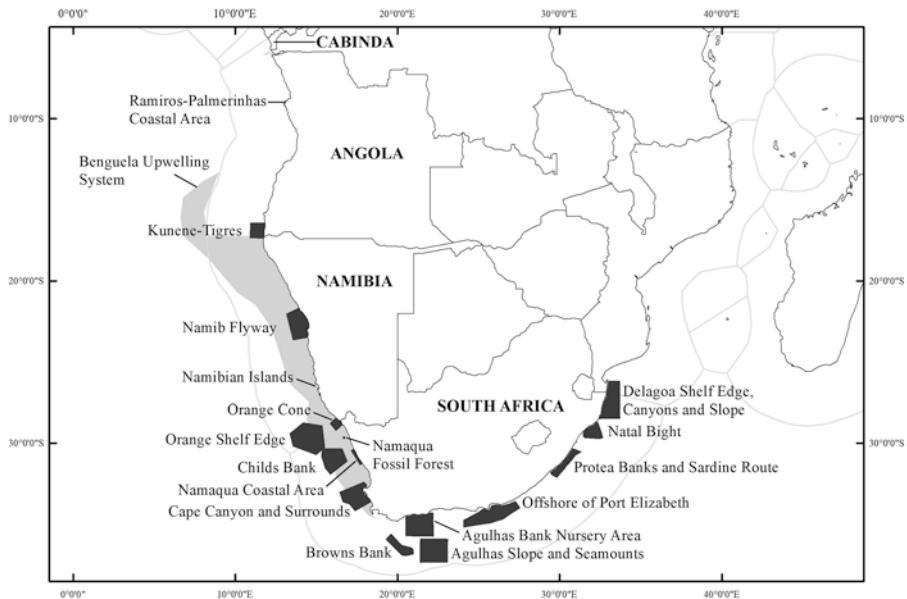 0°0'0"
10°0'0"E
20°0'0"E
30°0'0"E
40°0'0"E
CABINDA
Ramiros-Palmerinhas
Coastal Area
10°0'0"S
10°0'0"S
ANGOLA
Benguela Upwelling
System
Kunene-Tigres
20°0'0"S
NAMIBIA
20°0'0"S
Namib Flyway
Namibian Islands
Delagoa Shelf Edge,
Canyons and Slope
Orange Cone
SOUTH AFRICA
Natal Bight
30°0'0"S
Orange Shelf Edge
Namaqua
Fossil Forest
30°0'0"S
Childs Bank
Protea Banks and Sardine Route
Namaqua Coastal Area
Cape Canyon and Surrounds
Offshore of Port Elizabeth
Agulhas Bank Nursery Area
Browns Bank
Agulhas Slope and Seamounts
0°0'0"
10°0'0"E
20°0'0"E
30°0'0"E
40°0'0"E